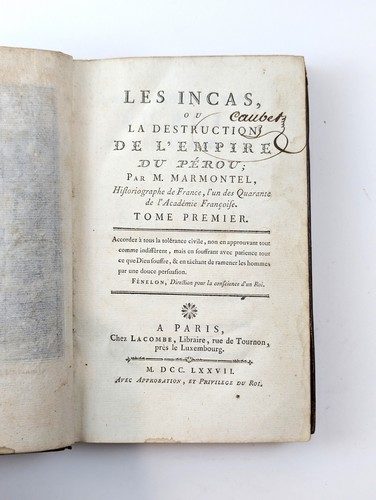 LES INCAS,
OU
Caubet
LA DESTRUCTION
DE L'EMPIRE
DU PÉROU;
PAR M. MARMONTEL,
Historiographe de France, l'un des Quarante
de l'Académie Françoise.
TOME PREMIER.
Accordez à tous la tolérance civile, non en approuvant tout
comme indifférent, mais en souffrant avec patience tout
ce que Dieu souffre, & en tâchant de ramener les hommes
par une douce persuasion.
FÉNELON, Direction pour la conscience d'un Roi.
A PARIS,
Chez LACOMBE, Libraire, rue de Tournon,
près le Luxembourg.
M. DCC. LXXVII.
AVEC APPROBATION, ET PRIVILEGE DU ROI.